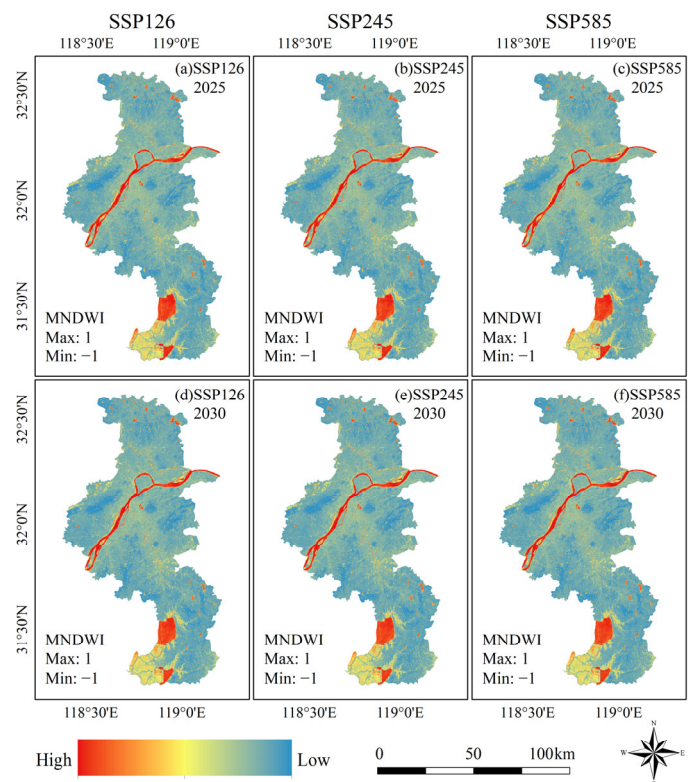 SSP126 SSP245 SSP585
118°30'E 119°0'E 118°30'E 119°0'E 118°30'E 119°0'E
32°30'N
32°0'N
31°30'N
(a)SSP126
2025
MNDWI
Max: 1
Min: −1
(b)SSP245
2025
MNDWI
Max: 1
Min: −1
(c)SSP585
2025
MNDWI
Max: 1
Min: −1
32°30'N
32°0'N
31°30'N
(d)SSP126
2030
MNDWI
Max: 1
Min: −1
(e)SSP245
2030
MNDWI
Max: 1
Min: −1
(f)SSP585
2030
MNDWI
Max: 1
Min: −1
118°30'E 119°0'E 118°30'E 119°0'E 118°30'E 119°0'E
High Low
0 50 100km
N
W E
S